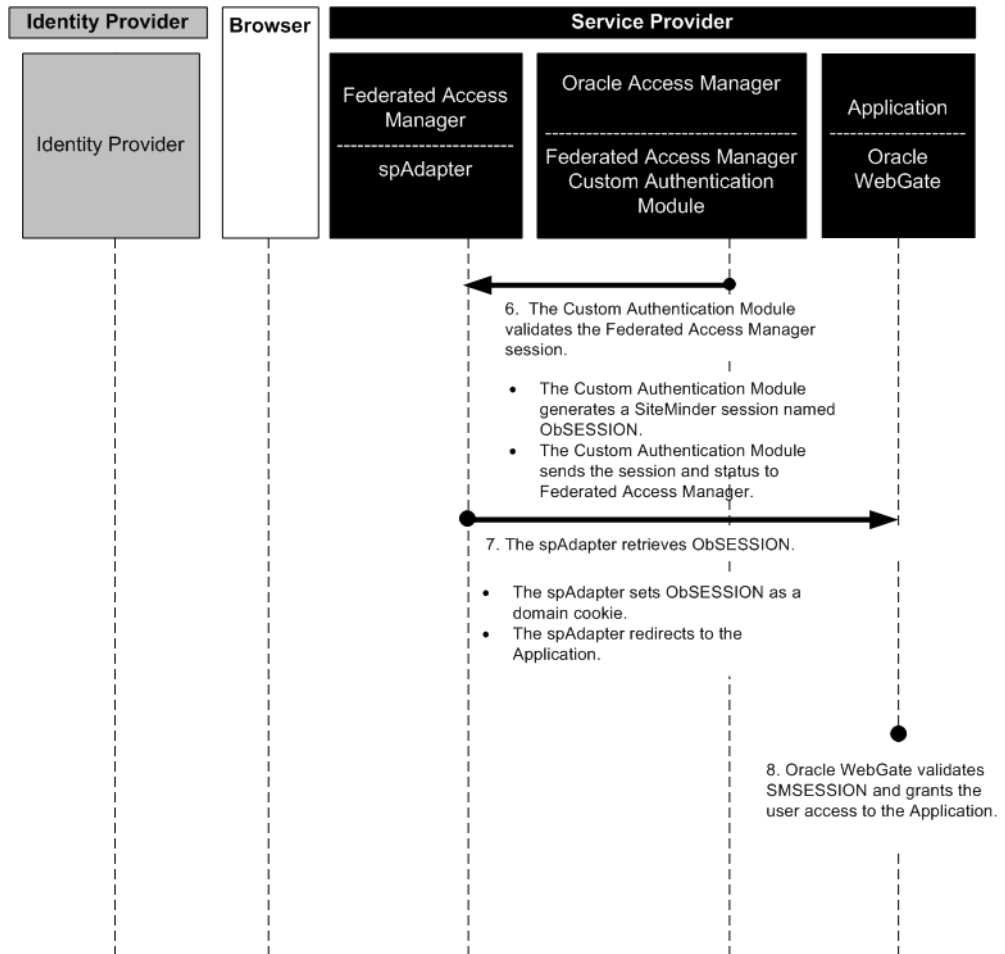 Identity Provider
Browser
Service Provider
Identity Provider
Federated Access
Manager
spAdapter
Oracle Access Manager
Federated Access Manager
Custom Authentication
Module
Application
Oracle
WebGate
6. The Custom Authentication Module
validates the Federated Access Manager
session.
• The Custom Authentication Module
generates a SiteMinder session named
ObSESSION.
• The Custom Authentication Module
sends the session and status to
Federated Access Manager.
7. The spAdapter retrieves ObSESSION.
• The spAdapter sets ObSESSION as a
domain cookie.
• The spAdapter redirects to the
Application.
8. Oracle WebGate validates
SMSESSION and grants the
user access to the Application.